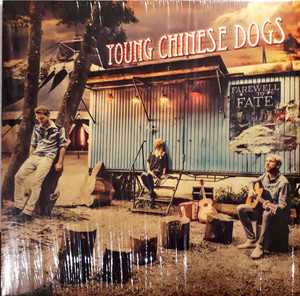 YOUNG CHINESE DOGS
FAREWELL
TO
FATE